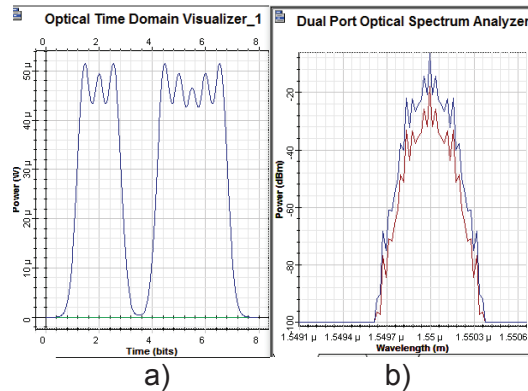 Optical Time Domain Visualizer_1
0 2 4 6 8
Power (W)
0 10 µ 20 µ 30 µ 40 µ 50 µ
0 2 4 6 8
Time (bits)
a)
Dual Port Optical Spectrum Analyzer
Power (dBm)
-100 -80 -60 -40 -20
1.5491 µ 1.5494 µ 1.5497 µ 1.55 µ 1.5503 µ 1.5506
Wavelength (m)
b)